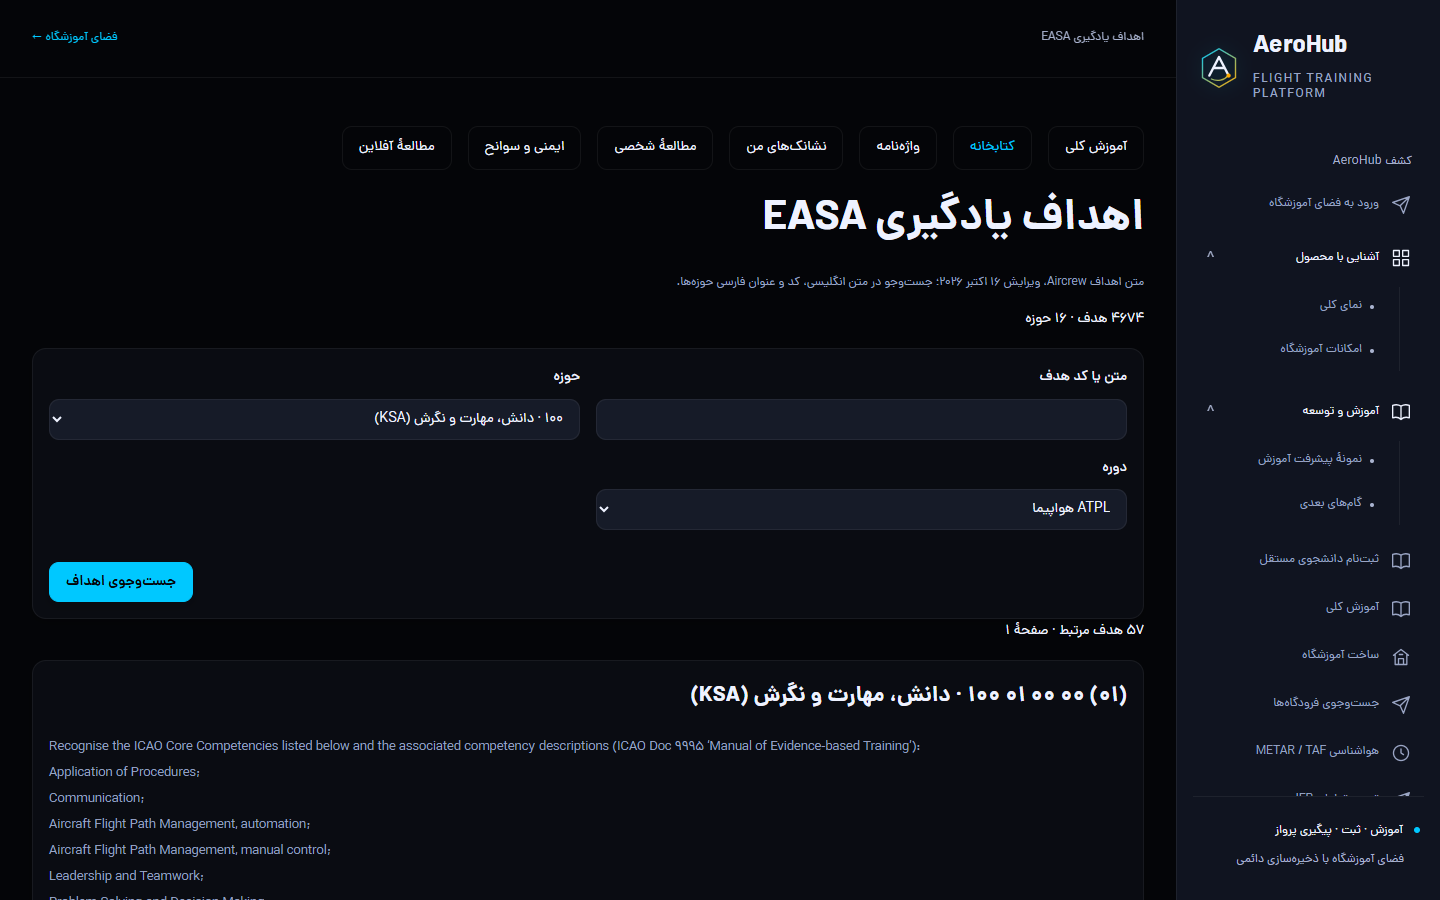 AeroHub
FLIGHT TRAINING
PLATFORM
کشف AeroHub
ورود به فضای آموزشگاه
آشنایی با محصول
^
نمای کلی
امکانات آموزشگاه
آموزش و توسعه
^
نمونهٔ پیشرفت آموزش
گام‌های بعدی
ثبت‌نام دانشجوی مستقل
آموزش کلی
ساخت آموزشگاه
جست‌وجوی فرودگاه‌ها
هواشناسی METAR / TAF
آموزش · ثبت · پیگیری پرواز
فضای آموزشگاه با ذخیره‌سازی دائمی
اهداف یادگیری EASA
فضای آموزشگاه ←
آموزش کلی
کتابخانه
واژه‌نامه
نشانک‌های من
مطالعهٔ شخصی
ایمنی و سوانح
مطالعهٔ آفلاین
اهداف یادگیری EASA
متن اهداف Aircrew، ویرایش ۱۶ اکتبر ۲۰۲۶؛ جست‌وجو در متن انگلیسی، کد و عنوان فارسی حوزه‌ها.
۴۶۷۴ هدف · ۱۶ حوزه
متن یا کد هدف
حوزه
۱۰۰ · دانش، مهارت و نگرش (KSA)
دوره
ATPL هواپیما
جست‌وجوی اهداف
۵۷ هدف مرتبط · صفحهٔ ۱
۱۰۰ ۰۱ ۰۰ ۰۰ (۰۱) · دانش، مهارت و نگرش (KSA)
Recognise the ICAO Core Competencies listed below and the associated competency descriptions (ICAO Doc ۹۹۹۵ ‘Manual of Evidence-based Training’):
Application of Procedures;
Communication;
Aircraft Flight Path Management, automation;
Aircraft Flight Path Management, manual control;
Leadership and Teamwork;
Problem Solving and Decision Making